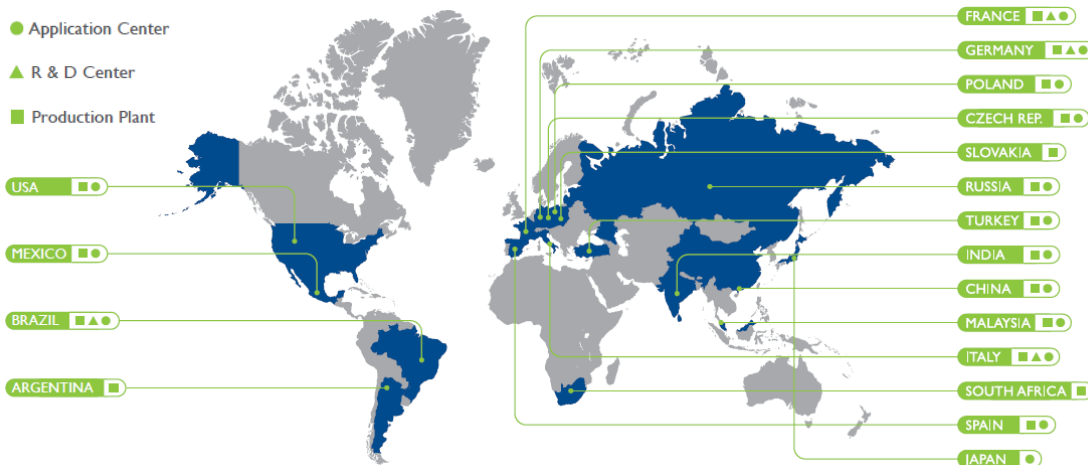 Application Center
R & D Center
Production Plant
USA
MEXICO
BRAZIL
ARGENTINA
FRANCE
GERMANY
POLAND
CZECH REP.
SLOVAKIA
RUSSIA
TURKEY
INDIA
CHINA
MALAYSIA
ITALY
SOUTH AFRICA
SPAIN
JAPAN